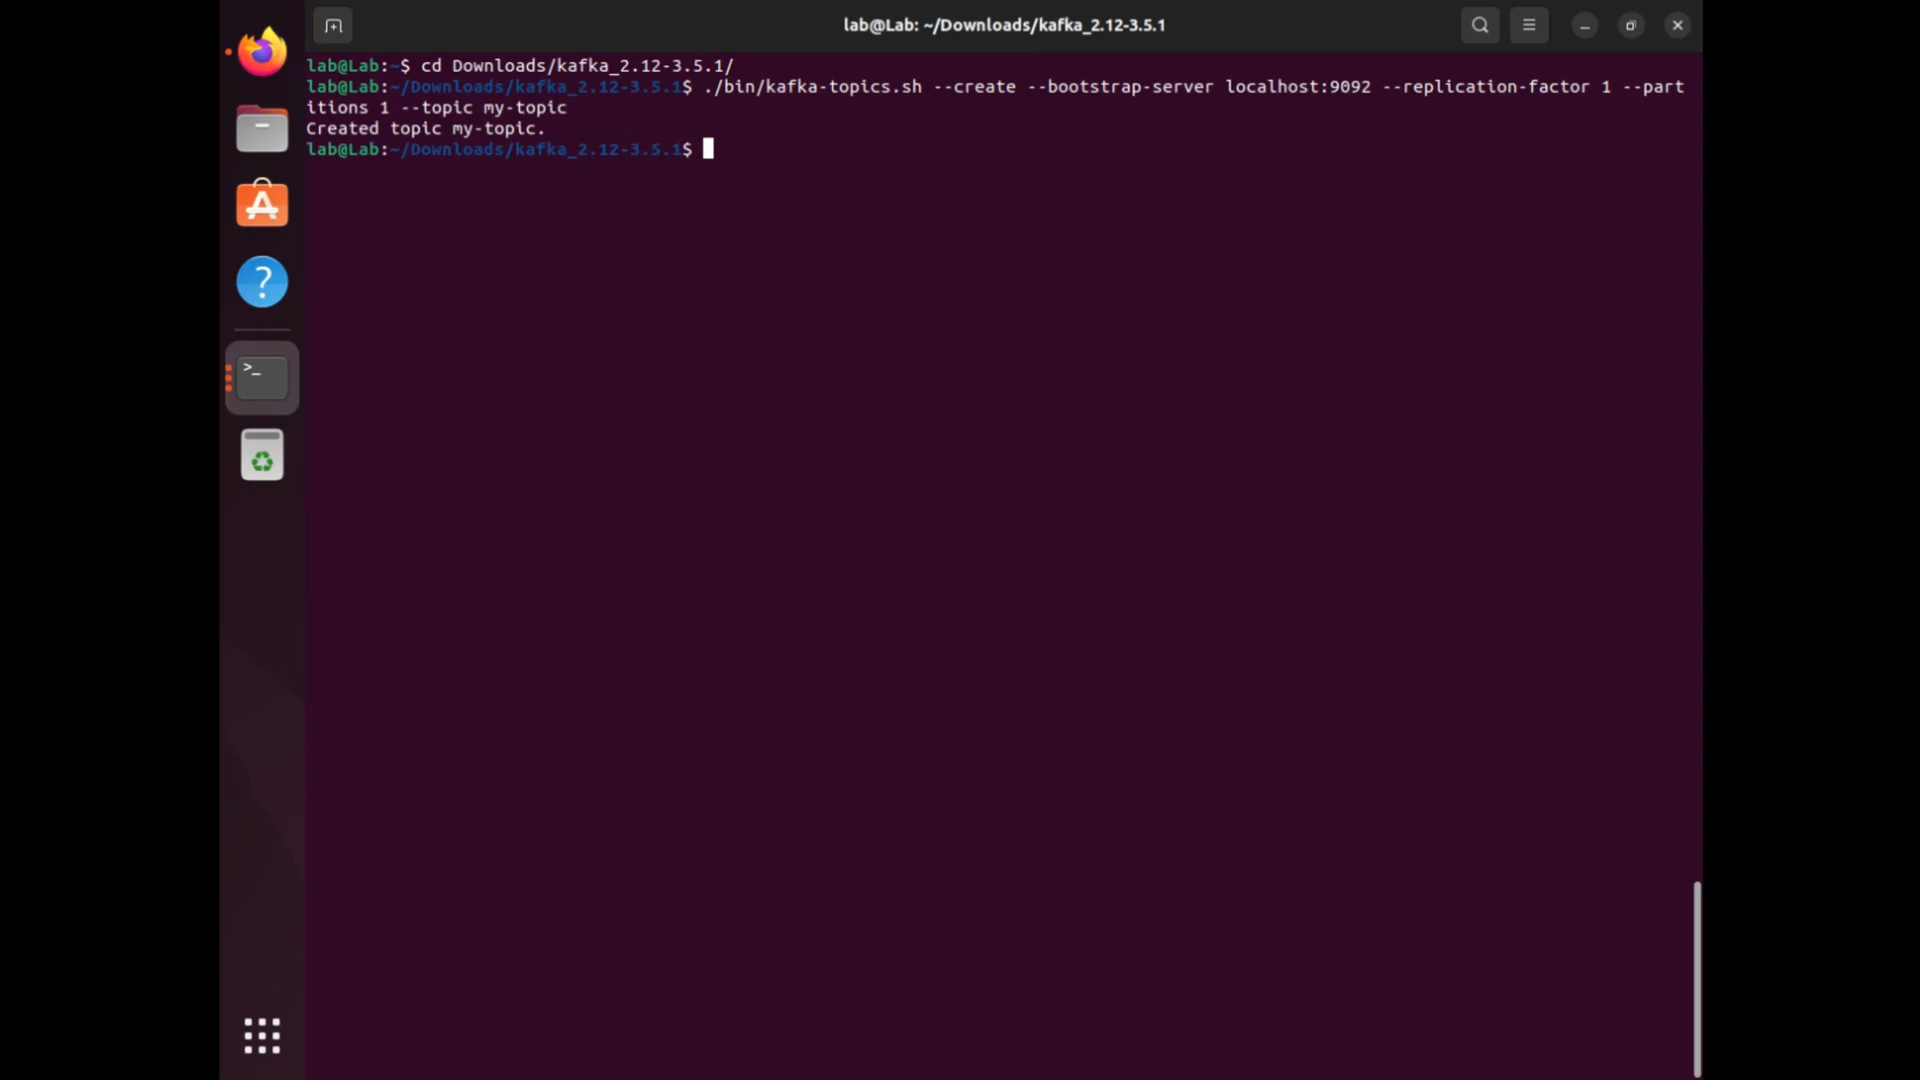 lab@Lab: ~/Downloads/kafka_2.12-3.5.1
lab@Lab:~$ cd Downloads/kafka_2.12-3.5.1/
lab@Lab:~/Downloads/kafka_2.12-3.5.1$ ./bin/kafka-topics.sh --create --bootstrap-server localhost:9092 --replication-factor 1 --part
itions 1 --topic my-topic
Created topic my-topic.
lab@Lab:~/Downloads/kafka_2.12-3.5.1$